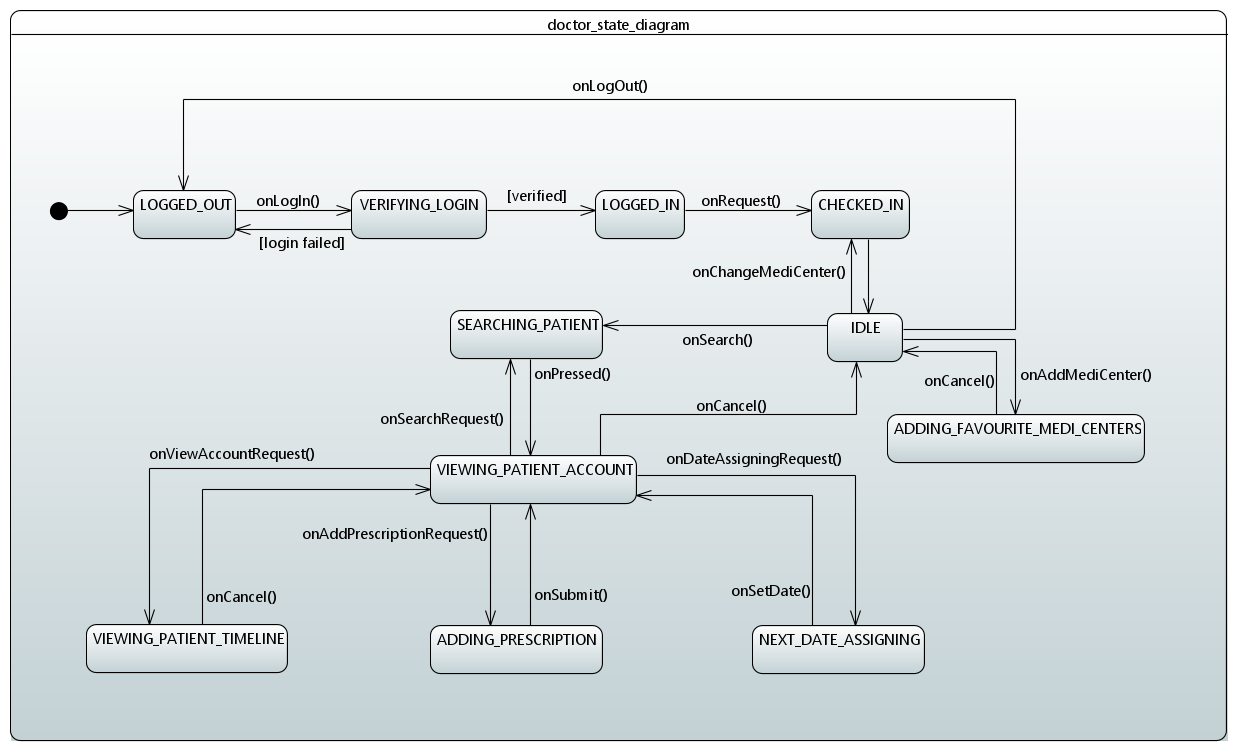 doctor_state_diagram
onLogOut()
LOGGED_OUT
onLogIn()
VERIFYING_LOGIN
[verified]
LOGGED_IN
onRequest()
CHECKED_IN
[login failed]
onChangeMediCenter()
SEARCHING_PATIENT
IDLE
onSearch()
onPressed()
onCancel()
onAddMediCenter()
onSearchRequest()
onCancel()
ADDING_FAVOURITE_MEDI_CENTERS
onViewAccountRequest()
VIEWING_PATIENT_ACCOUNT
onDateAssigningRequest()
onAddPrescriptionRequest()
onCancel()
onSubmit()
onSetDate()
VIEWING_PATIENT_TIMELINE
ADDING_PRESCRIPTION
NEXT_DATE_ASSIGNING